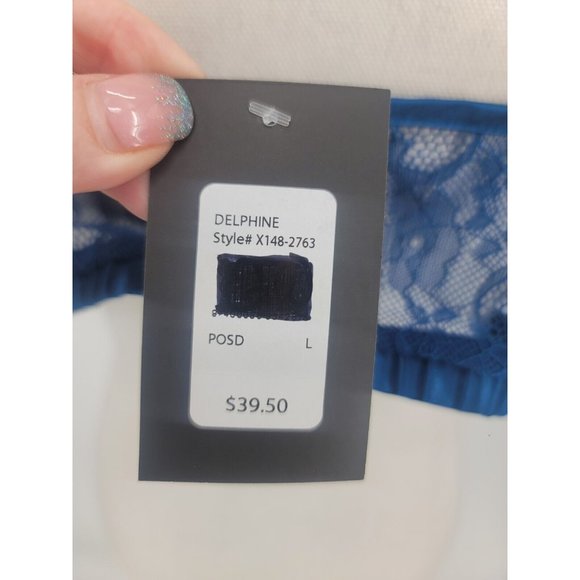 DELPHINE
Style# X148-2763
POSD L
$39.50